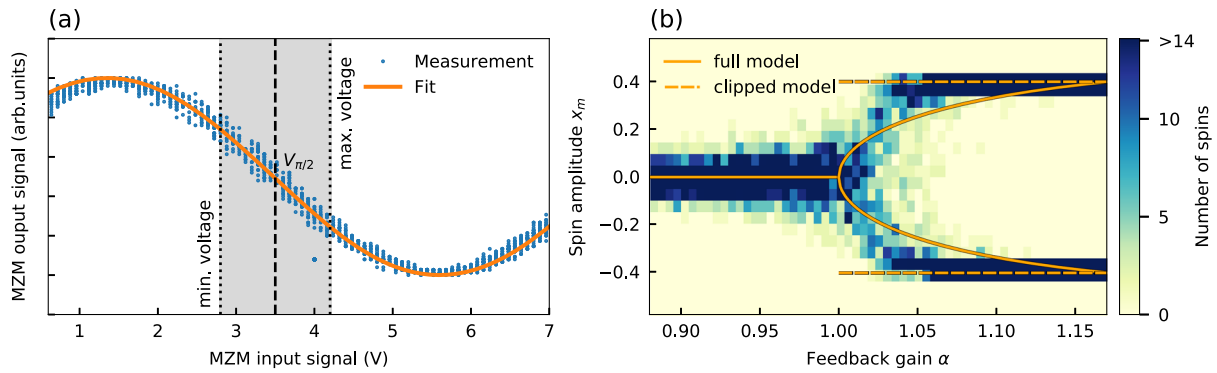 (a)
MZM ouput signal (arb.units)
Measurement
Fit
min. voltage
V_{π/2}
max. voltage
1 2 3 4 5 6 7
MZM input signal (V)
(b)
Spin amplitude x_m
0.4
0.2
0.0
−0.2
−0.4
full model
clipped model
0.90 0.95 1.00 1.05 1.10 1.15
Feedback gain α
>14
10
5
0
Number of spins